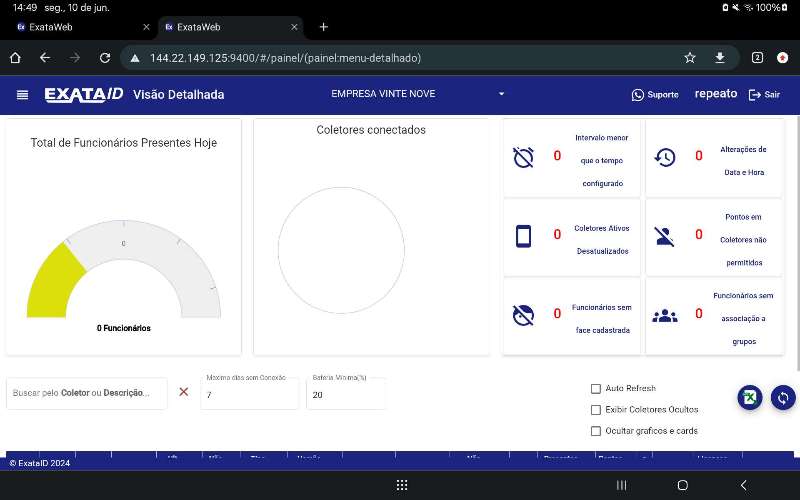 14:49 seg., 10 de jun. 100%
Ex ExataWeb
Ex ExataWeb
144.22.149.125:9400/#/painel/(painel:menu-detalhado)
2
EXATA ID Visão Detalhada
EMPRESA VINTE NOVE
Suporte
repeato
Sair
Total de Funcionários Presentes Hoje
0
0 Funcionários
Coletores conectados
0
Intervalo menor
que o tempo
configurado
0
Alterações de
Data e Hora
0
Coletores Ativos
Desatualizados
0
Pontos em
Coletores não
permitidos
0
Funcionários sem
face cadastrada
0
Funcionários sem
associação a
grupos
Buscar pelo Coletor ou Descrição...
Máximo dias sem Conexão
7
Bateria Mínima(%)
20
Auto Refresh
Exibir Coletores Ocultos
Ocultar graficos e cards
© ExataID 2024